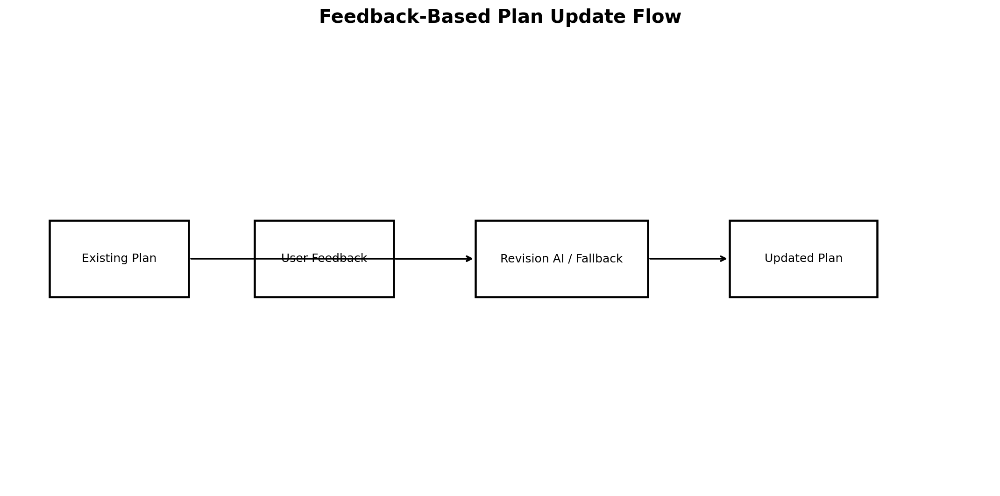 Feedback-Based Plan Update Flow
Existing Plan
User Feedback
Revision AI / Fallback
Updated Plan